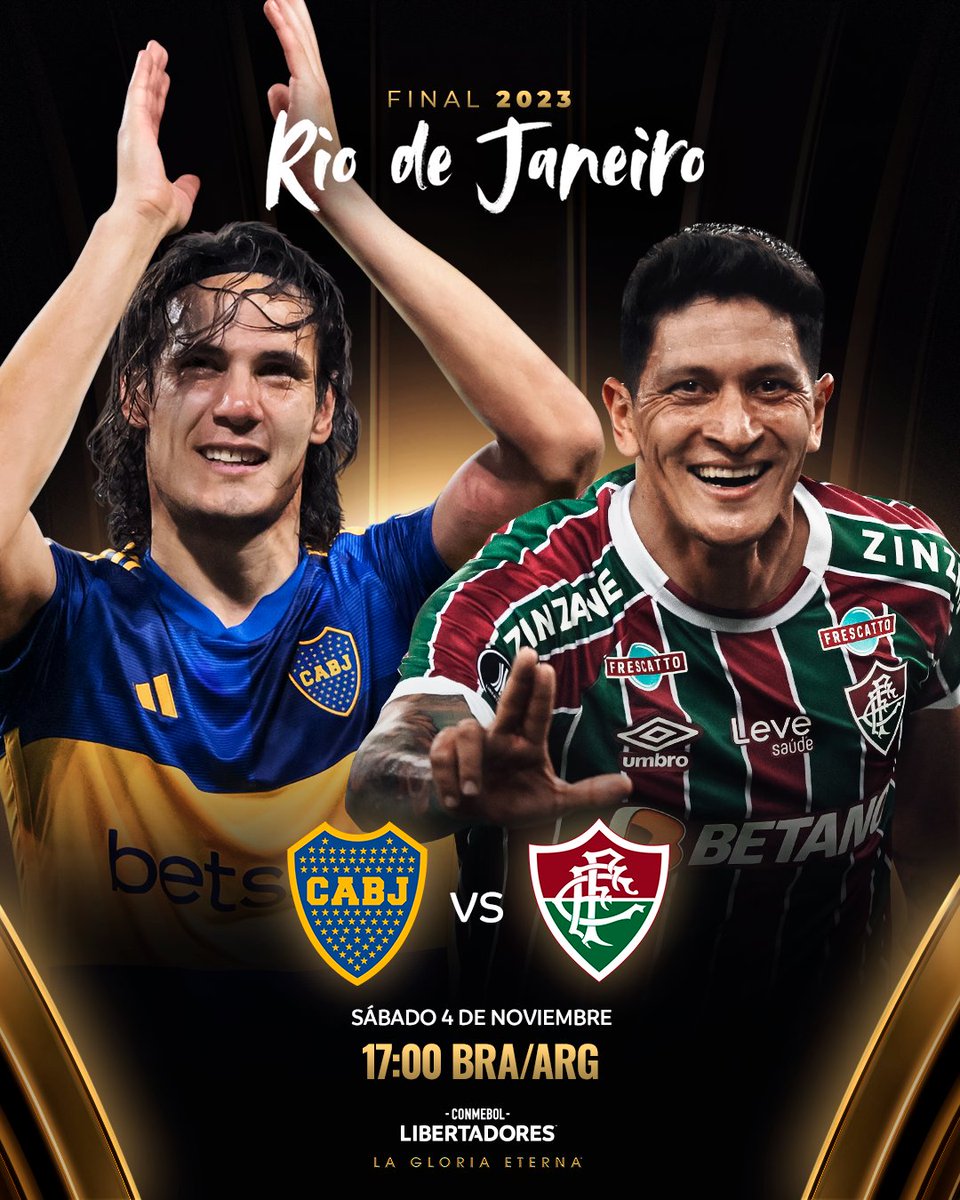 FINAL 2023
Rio de Janeiro
ZINZANE
ZINZANE
FRESCATTO
FRESCATTO
CABJ
umbro
Leve
saúde
BETANO
bets
CABJ
VS
SÁBADO 4 DE NOVIEMBRE
17:00 BRA/ARG
- CONMEBOL -
LIBERTADORES
LA GLORIA ETERNA